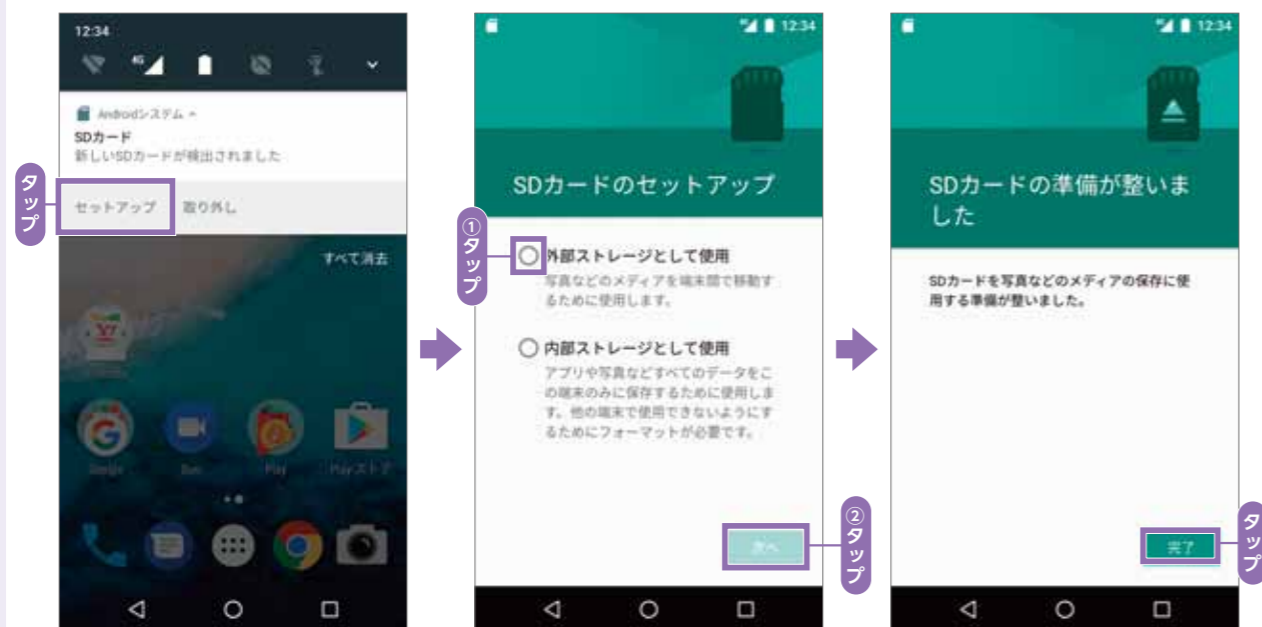 12:34
4G
Androidシステム
SDカード
新しいSDカードが検出されました
セットアップ 取り外し
タップ
すべて消去
Google Duo Play Playストア
12:34
SDカードのセットアップ
①タップ
外部ストレージとして使用
写真などのメディアを端末間で移動す
るために使用します。
内部ストレージとして使用
アプリや写真などすべてのデータをこ
の端末のみに保存するために使用しま
す。他の端末で使用できないようにす
るためにフォーマットが必要です。
次へ
②タップ
12:34
SDカードの準備が整いま
した
SDカードを写真などのメディアの保存に使
用する準備が整いました。
完了
タップ